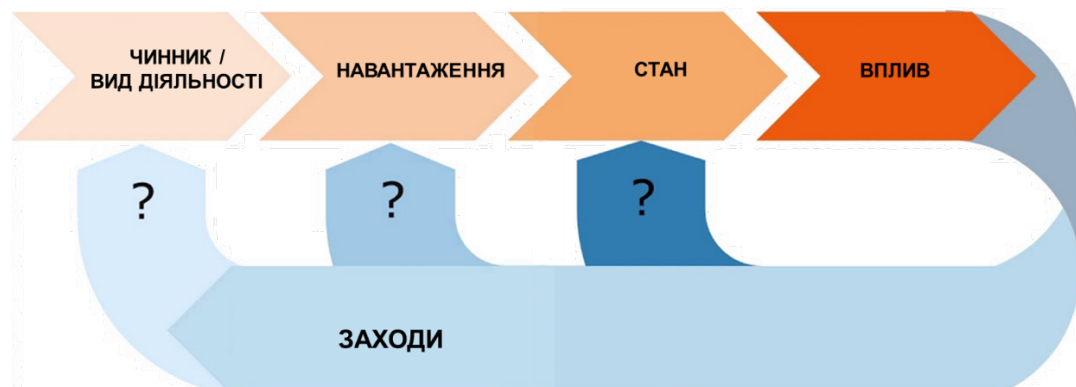 ЧИННИК /
ВИД ДІЯЛЬНОСТІ
НАВАНТАЖЕННЯ
СТАН
ВПЛИВ
?
?
?
ЗАХОДИ